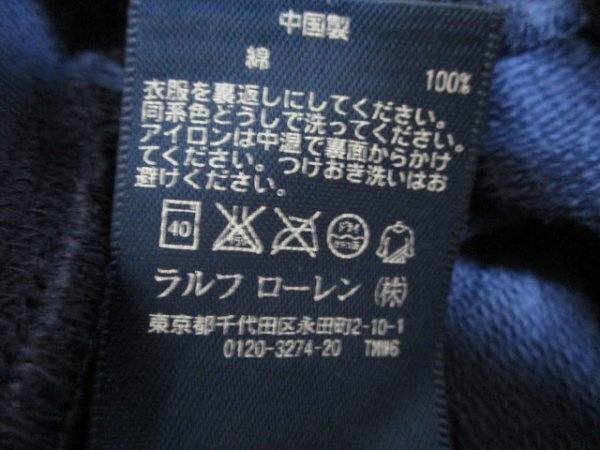 中国製
綿 100%
衣服を裏返しにしてください。
同系色どうしで洗ってください。
アイロンは中温で裏面からかけ
てください。つけおき洗いはお
避けください。
40 ドライ
ラルフ ローレン (株)
東京都千代田区永田町2-10-1
0120-3274-20